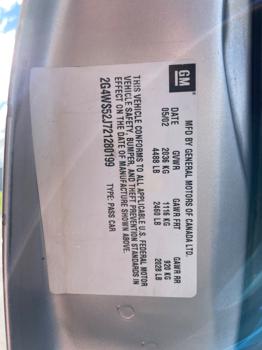 GM
MFD BY GENERAL MOTORS OF CANADA LTD.
DATE GVWR GAWR FRT GAWR RR
05/02 2036 KG 1116 KG 920 KG
4488 LB 2460 LB 2028 LB
THIS VEHICLE CONFORMS TO ALL APPLICABLE U.S. FEDERAL MOTOR
VEHICLE SAFETY, BUMPER, AND THEFT PREVENTION STANDARDS IN
EFFECT ON THE DATE OF MANUFACTURE SHOWN ABOVE.
2G4WS52J721280199 TYPE: PASS CAR